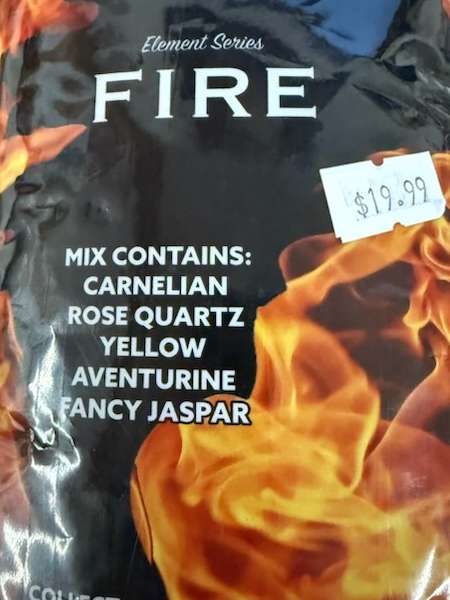 Element Series
FIRE
$19.99
MIX CONTAINS:
CARNELIAN
ROSE QUARTZ
YELLOW
AVENTURINE
FANCY JASPAR